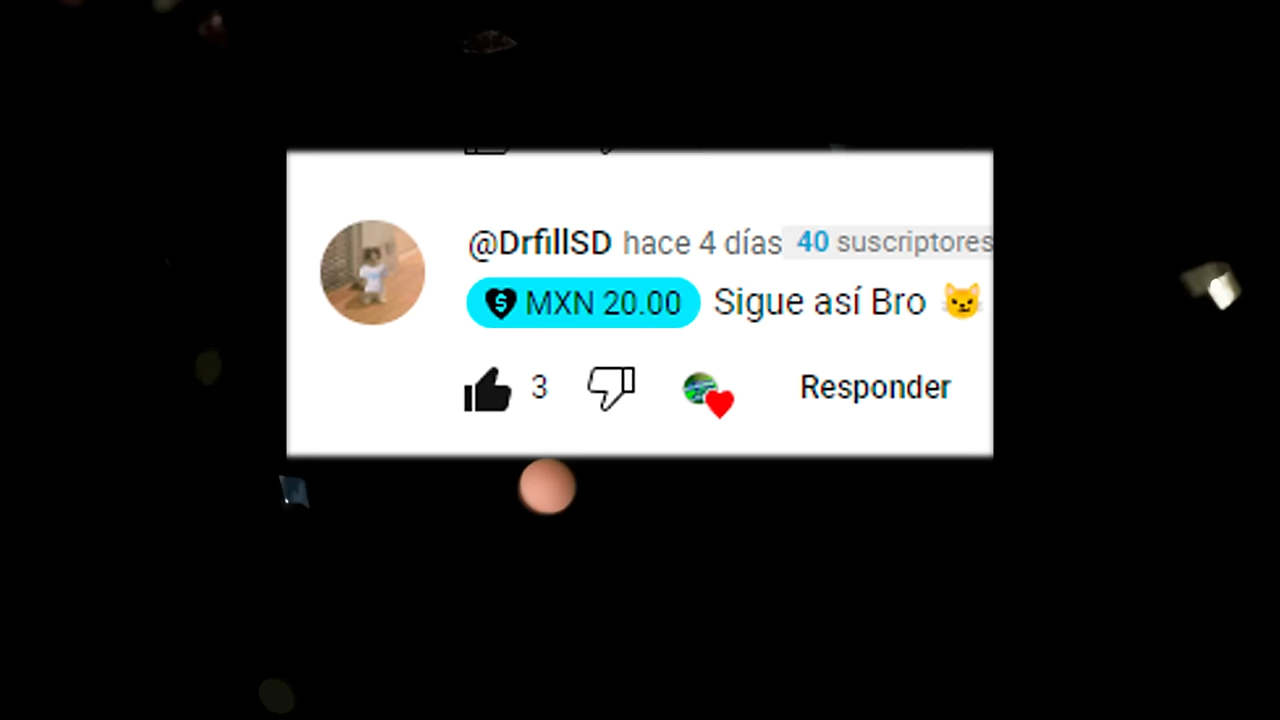 @DrfillSD hace 4 días 40 suscriptores
MXN 20.00 Sigue así Bro 😼
3 Responder